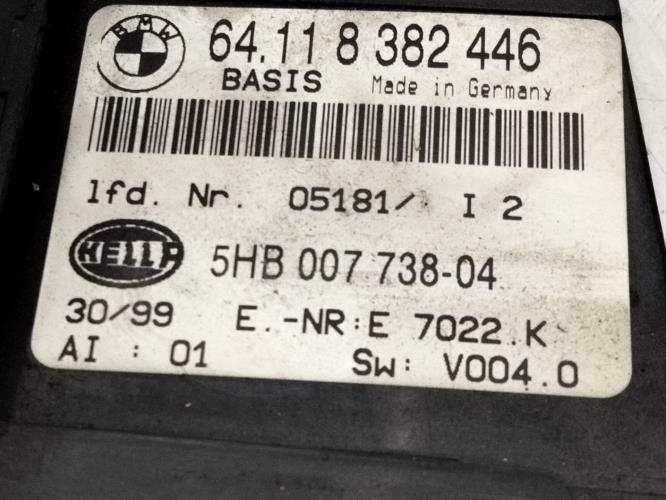 BMW 64.11 8 382 446
BASIS Made in Germany
lfd. Nr. 05181/ I 2
HELLA 5HB 007 738-04
30/99 E.-NR:E 7022.K
AI : 01 Sw: V004.0